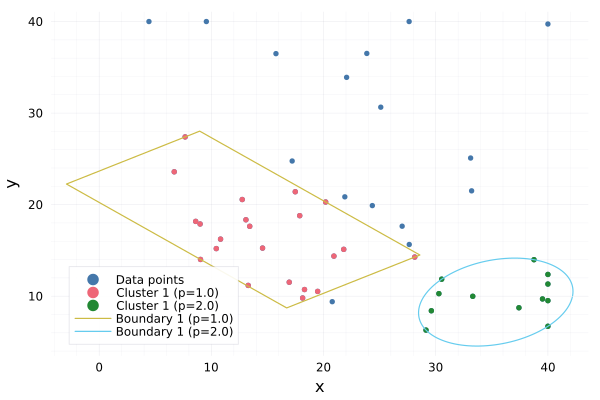 40
30
20
10
y
Data points
Cluster 1 (p=1.0)
Cluster 1 (p=2.0)
Boundary 1 (p=1.0)
Boundary 1 (p=2.0)
0 10 20 30 40
x